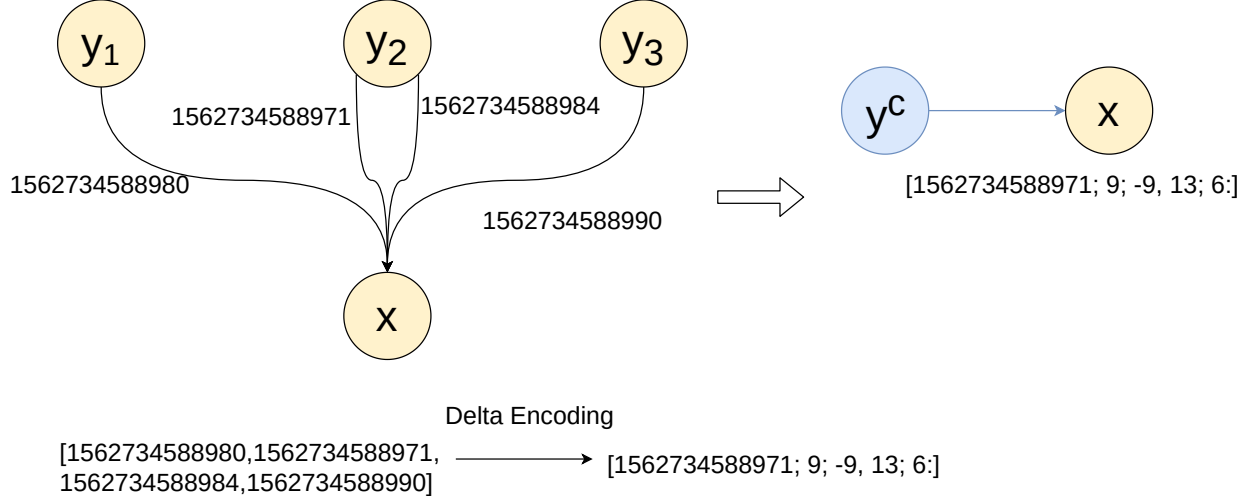 y1
y2
y3
1562734588971
1562734588984
1562734588980
1562734588990
x
yc
x
[1562734588971; 9; -9, 13; 6:]
Delta Encoding
[1562734588980,1562734588971,
1562734588984,1562734588990]
[1562734588971; 9; -9, 13; 6:]